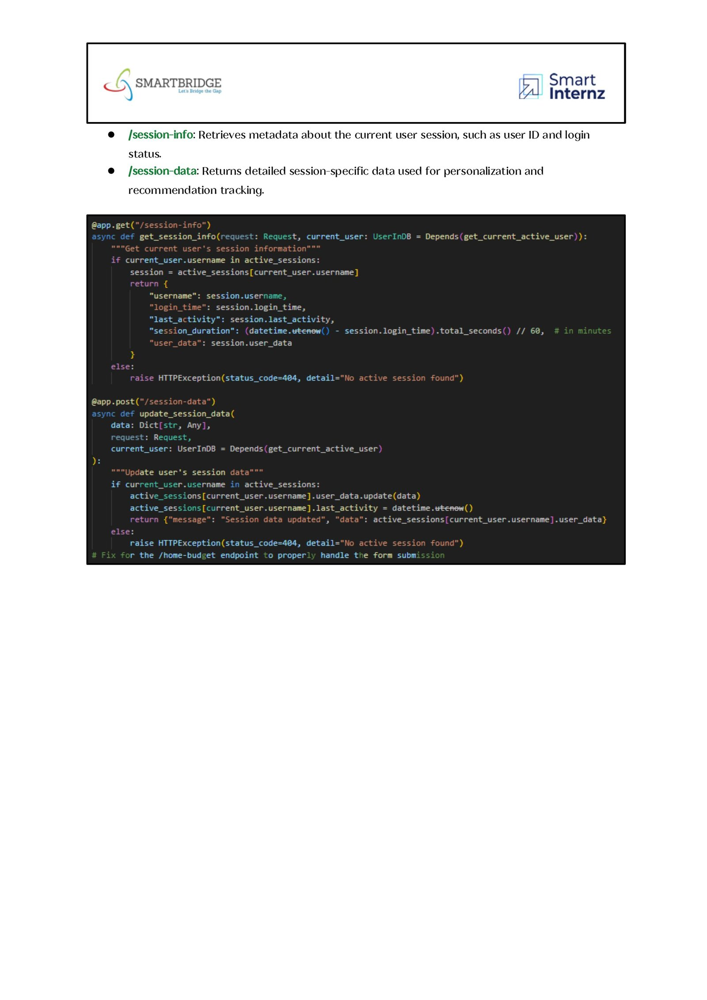 SMARTBRIDGE
Let's Bridge the Gap
Smart
Internz
● /session-info: Retrieves metadata about the current user session, such as user ID and login
status.
● /session-data: Returns detailed session-specific data used for personalization and
recommendation tracking.
@app.get("/session-info")
async def get_session_info(request: Request, current_user: UserInDB = Depends(get_current_active_user)):
    """Get current user's session information"""
    if current_user.username in active_sessions:
        session = active_sessions[current_user.username]
        return {
            "username": session.username,
            "login_time": session.login_time,
            "last_activity": session.last_activity,
            "session_duration": (datetime.utcnow() - session.login_time).total_seconds() // 60,  # in minutes
            "user_data": session.user_data
        }
    else:
        raise HTTPException(status_code=404, detail="No active session found")
@app.post("/session-data")
async def update_session_data(
    data: Dict[str, Any],
    request: Request,
    current_user: UserInDB = Depends(get_current_active_user)
):
    """Update user's session data"""
    if current_user.username in active_sessions:
        active_sessions[current_user.username].user_data.update(data)
        active_sessions[current_user.username].last_activity = datetime.utcnow()
        return {"message": "Session data updated", "data": active_sessions[current_user.username].user_data}
    else:
        raise HTTPException(status_code=404, detail="No active session found")
# Fix for the /home-budget endpoint to properly handle the form submission